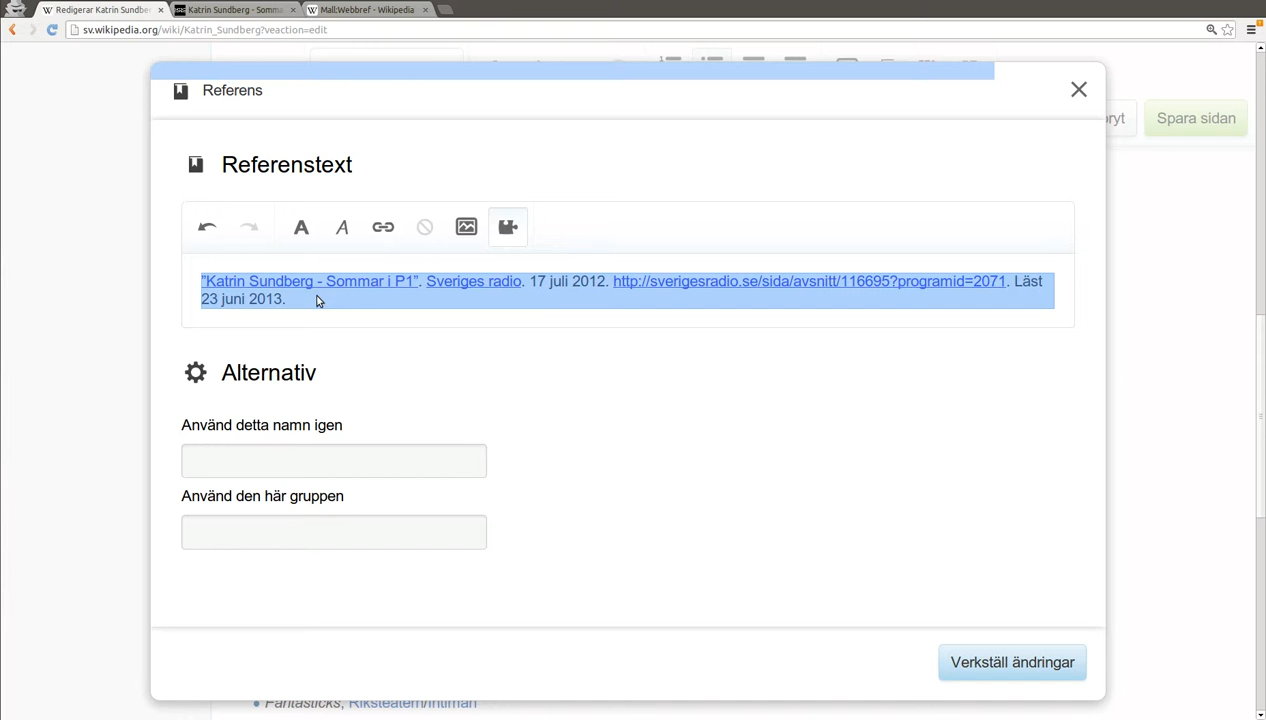 Redigerar Katrin Sundb
Katrin Sundberg - Somma
Mall:Webbref - Wikipedia
sv.wikipedia.org/wiki/Katrin_Sundberg?veaction=edit
Referens
ryt
Spara sidan
Referenstext
"Katrin Sundberg - Sommar i P1". Sveriges radio. 17 juli 2012. http://sverigesradio.se/sida/avsnitt/116695?programid=2071. Läst
23 juni 2013.
Alternativ
Använd detta namn igen
Använd den här gruppen
Verkställ ändringar
Fantasticks, Riksteatern/Intiman